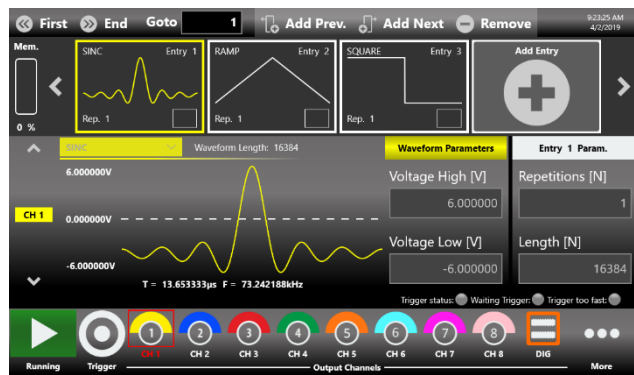 First End Goto 1 Add Prev. Add Next Remove 9:23:25 AM
4/2/2019
Mem.
0 %
SINC Entry 1
Rep. 1
RAMP Entry 2
Rep. 1
SQUARE Entry 3
Rep. 1
Add Entry
SINC Waveform Length: 16384
Waveform Parameters Entry 1 Param.
6.000000V
CH 1 0.000000V
-6.000000V
T = 13.653333µs F = 73.242188kHz
Voltage High [V] Repetitions [N]
6.000000 1
Voltage Low [V] Length [N]
-6.000000 16384
Trigger status: Waiting Trigger: Trigger too fast:
1 2 3 4 5 6 7 8
CH 1 CH 2 CH 3 CH 4 CH 5 CH 6 CH 7 CH 8 DIG
Running Trigger Output Channels More